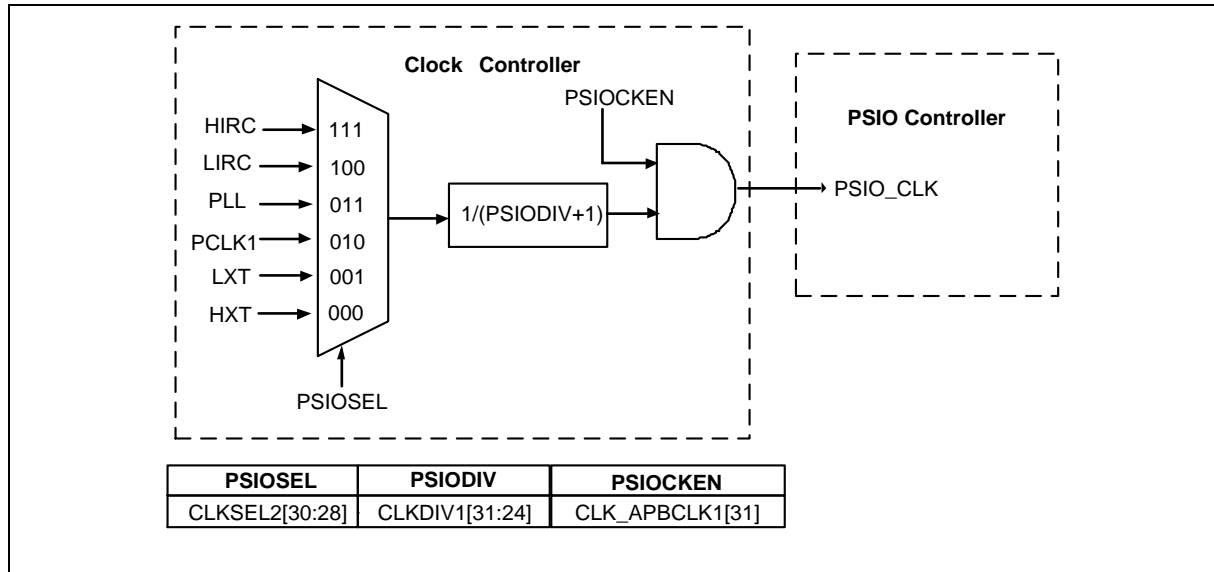 Clock Controller
PSIOCKEN
PSIO Controller
HIRC
111
LIRC
100
PLL
011
PCLK1
010
LXT
001
HXT
000
1/(PSIODIV+1)
PSIO_CLK
PSIOSEL
PSIOSEL PSIODIV PSIOCKEN
CLKSEL2[30:28] CLKDIV1[31:24] CLK_APBCLK1[31]